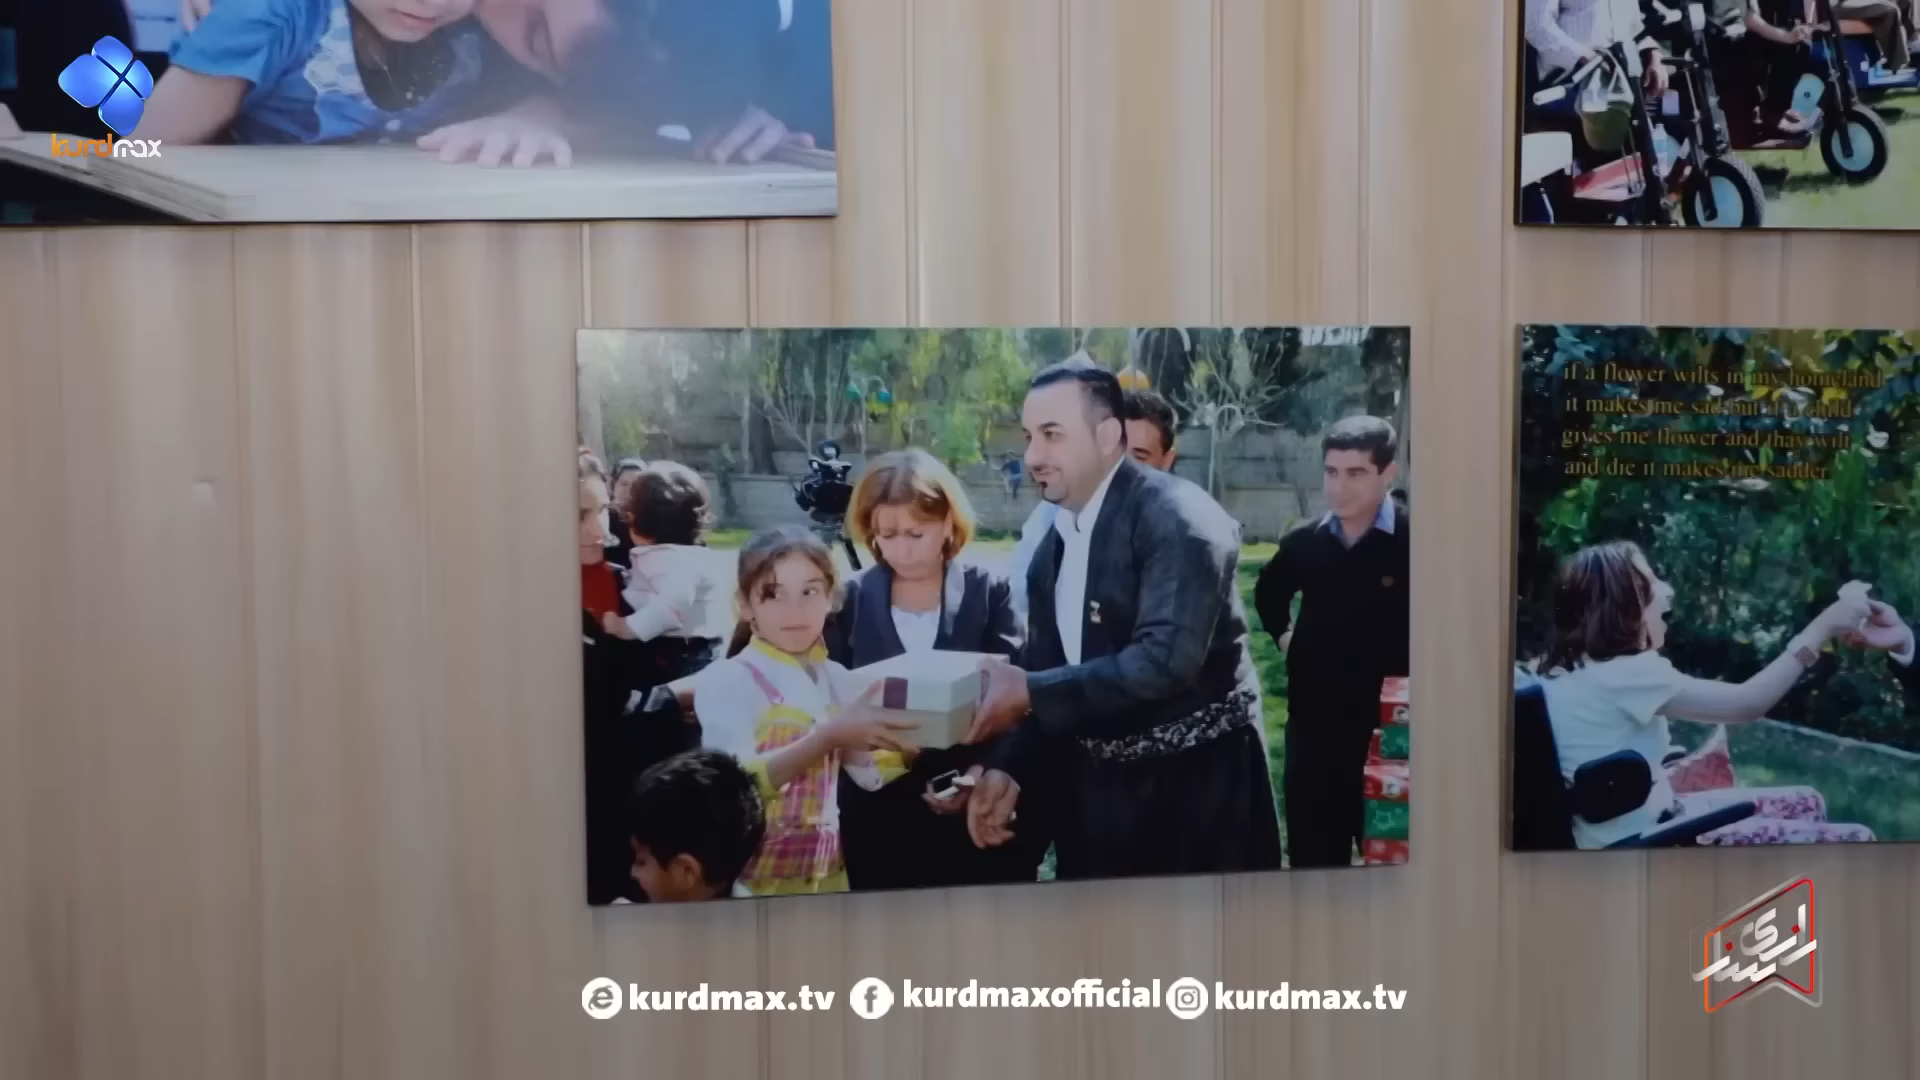 kurdmax
if a flower wilts in my homeland
it makes me sad but if a child
gives me flower and thay wilt
and die it makes me sadder
kurdmax.tv
kurdmaxofficial
kurdmax.tv